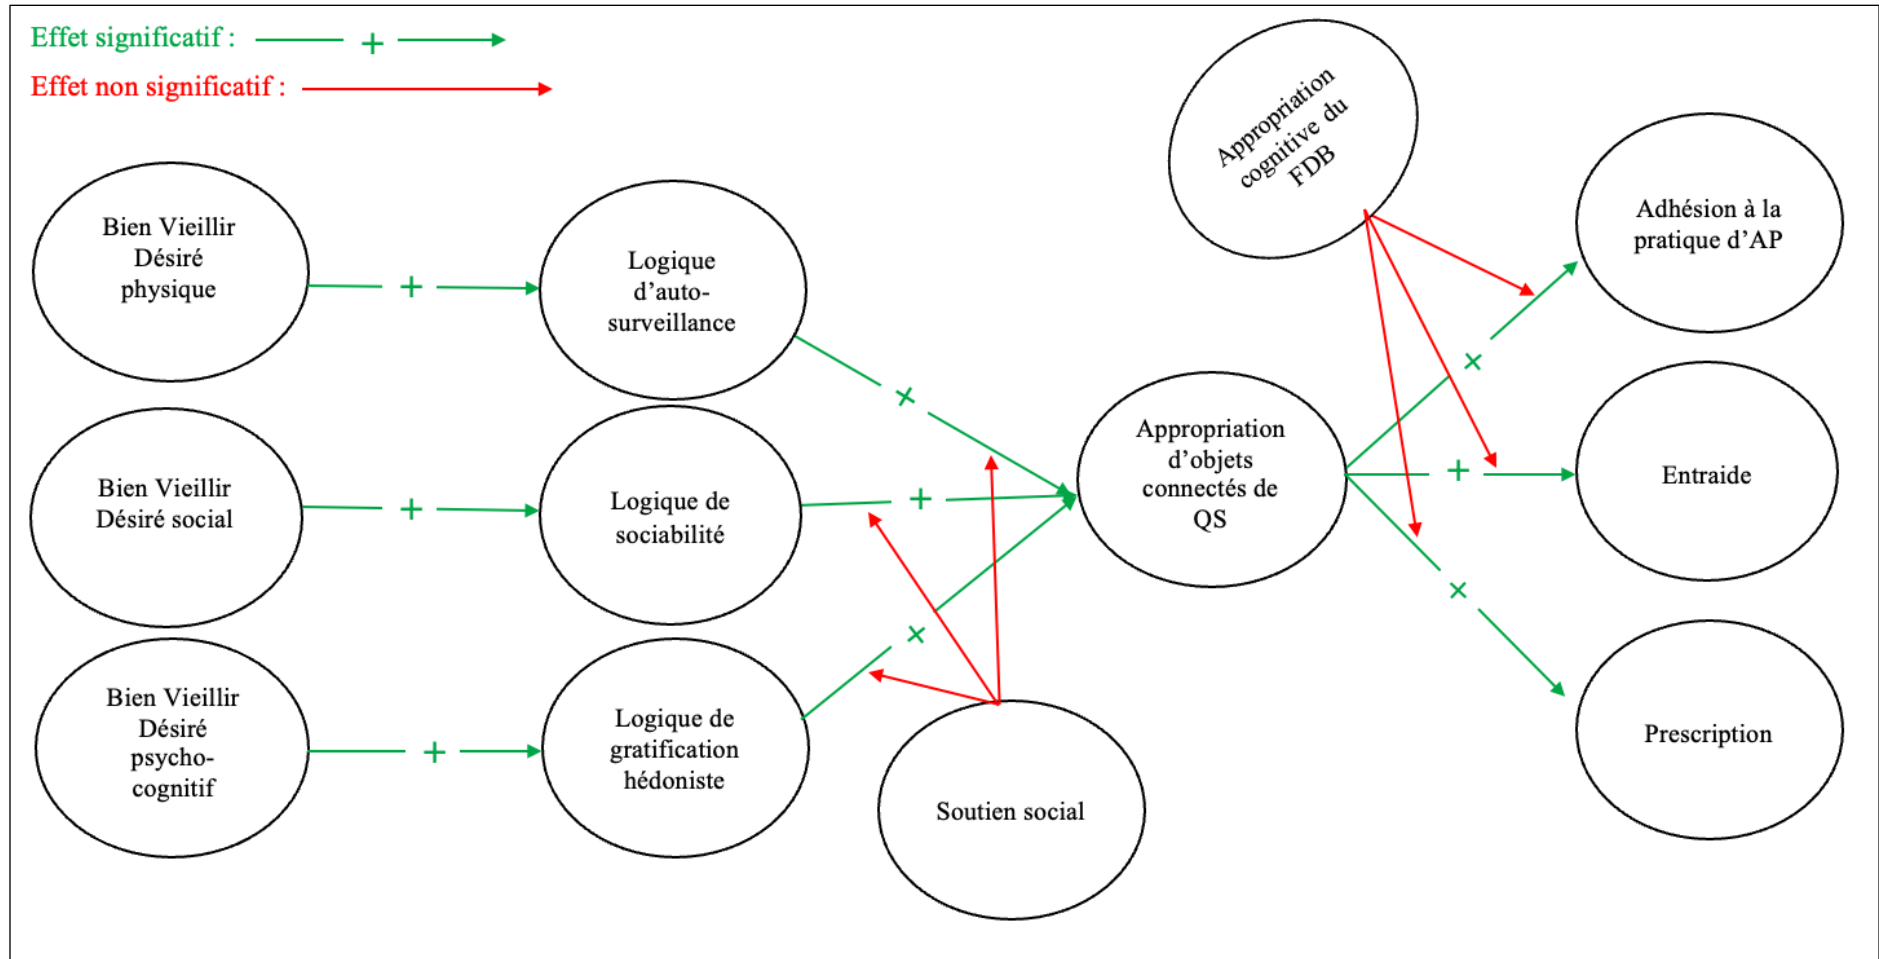 Effet significatif : +
Effet non significatif :
Appropriation
cognitive du
FDB
Bien Vieillir
Désiré
physique
+
Logique
d'auto-
surveillance
+
Adhésion à la
pratique d'AP
+
Bien Vieillir
Désiré social
+
Logique de
sociabilité
+
Appropriation
d'objets
connectés de
QS
+
Entraide
Bien Vieillir
Désiré
psycho-
cognitif
+
Logique de
gratification
hédoniste
+
Soutien social
+
Prescription